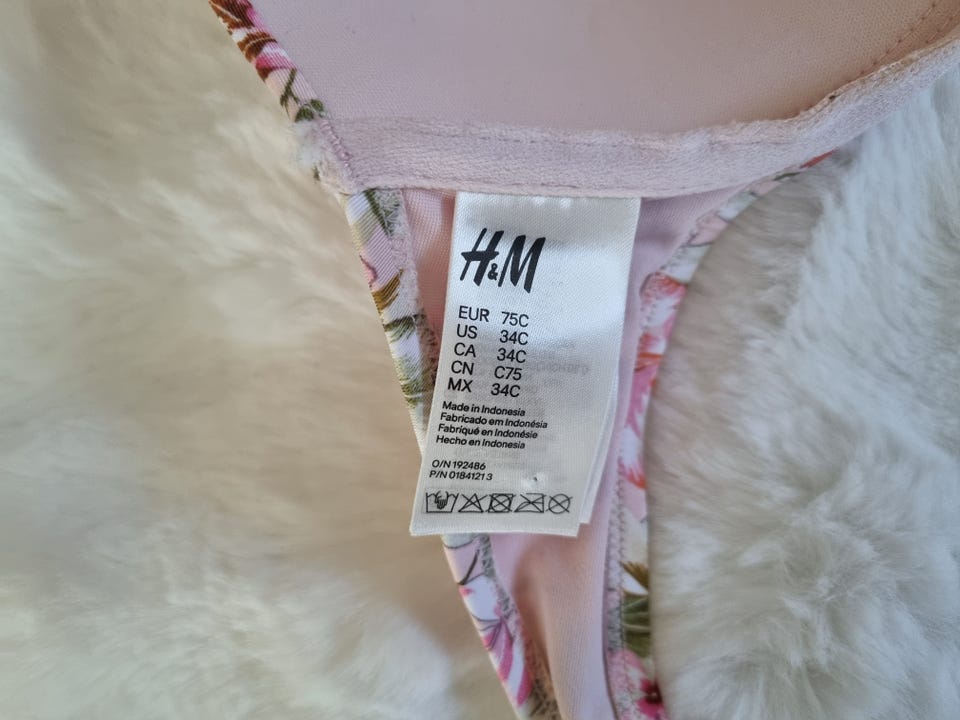 H&M
EUR 75C
US 34C
CA 34C
CN C75
MX 34C
Made in Indonesia
Fabricado em Indonésia
Fabriqué en Indonésie
Hecho en Indonesia
O/N 192486
P/N 01841213